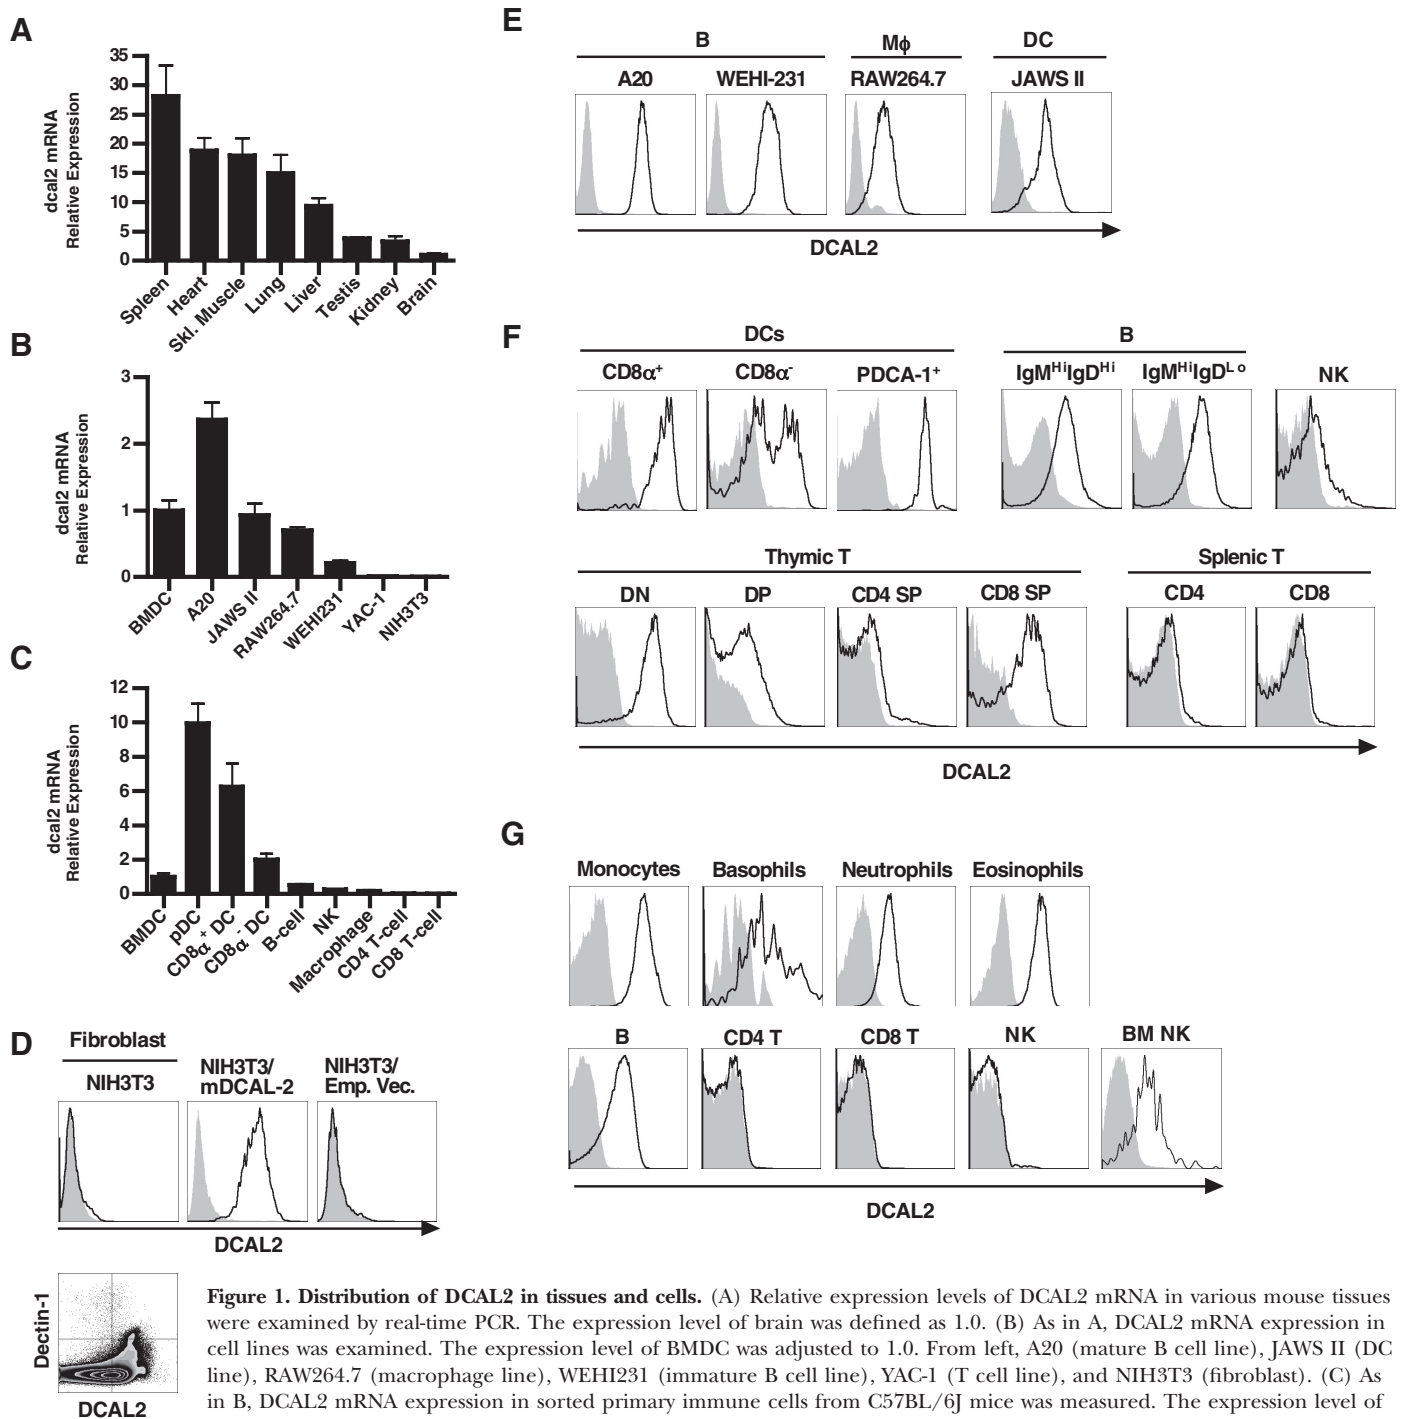 A
dcal2 mRNA
Relative Expression
35
30
25
20
15
10
5
0
Spleen
Heart
Skl. Muscle
Lung
Liver
Testis
Kidney
Brain
B
dcal2 mRNA
Relative Expression
3
2
1
0
BMDC
A20
JAWS II
RAW264.7
WEHI231
YAC-1
NIH3T3
C
dcal2 mRNA
Relative Expression
12
10
8
6
4
2
0
BMDC
pDC
CD8α+ DC
CD8α- DC
B-cell
NK
Macrophage
CD4 T-cell
CD8 T-cell
D
Fibroblast
NIH3T3
NIH3T3/
mDCAL-2
NIH3T3/
Emp. Vec.
DCAL2
Dectin-1
DCAL2
E
B
Mϕ
DC
A20
WEHI-231
RAW264.7
JAWS II
DCAL2
F
DCs
B
CD8α+
CD8α-
PDCA-1+
IgMHiIgDHi
IgMHiIgDLo
NK
Thymic T
Splenic T
DN
DP
CD4 SP
CD8 SP
CD4
CD8
DCAL2
G
Monocytes
Basophils
Neutrophils
Eosinophils
B
CD4 T
CD8 T
NK
BM NK
DCAL2
Figure 1. Distribution of DCAL2 in tissues and cells. (A) Relative expression levels of DCAL2 mRNA in various mouse tissues
were examined by real-time PCR. The expression level of brain was defined as 1.0. (B) As in A, DCAL2 mRNA expression in
cell lines was examined. The expression level of BMDC was adjusted to 1.0. From left, A20 (mature B cell line), JAWS II (DC
line), RAW264.7 (macrophage line), WEHI231 (immature B cell line), YAC-1 (T cell line), and NIH3T3 (fibroblast). (C) As
in B, DCAL2 mRNA expression in sorted primary immune cells from C57BL/6J mice was measured. The expression level of